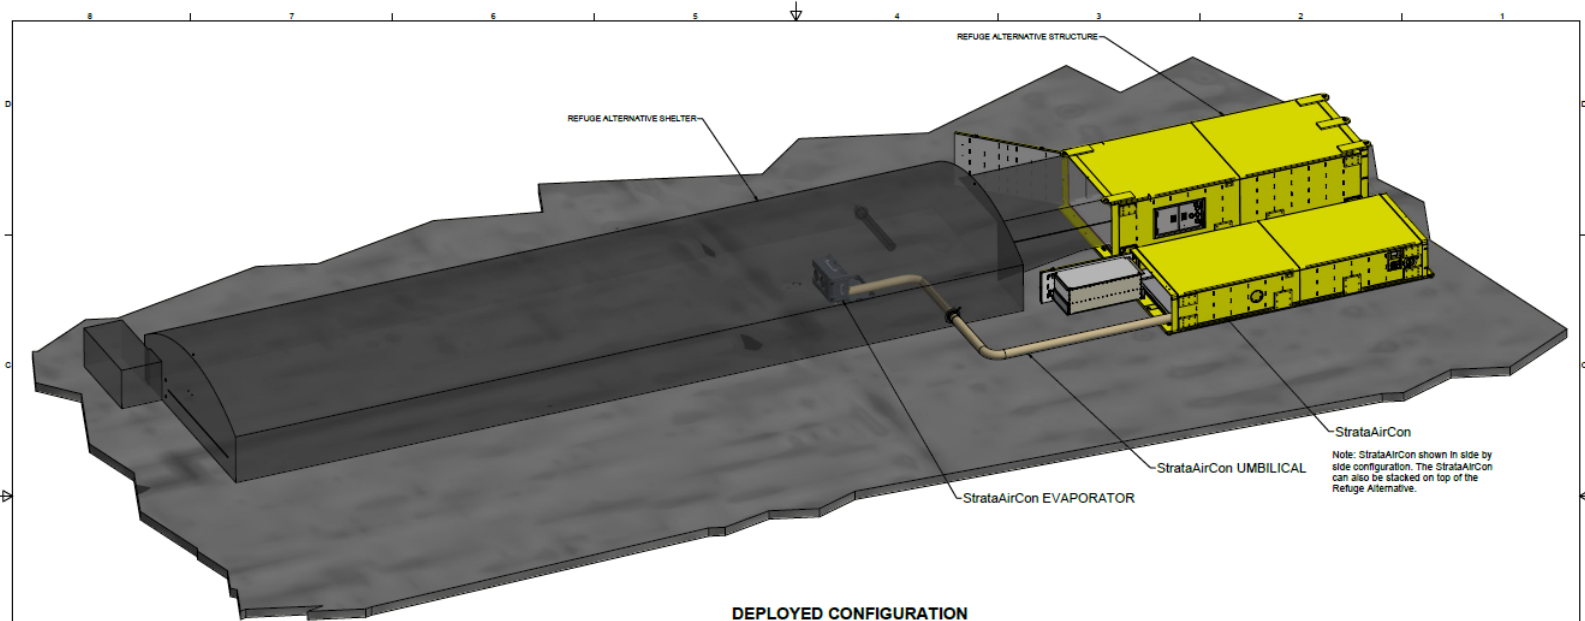 8 7 6 5 4 3 2 1
REFUGE ALTERNATIVE STRUCTURE
D
D
REFUGE ALTERNATIVE SHELTER
C
C
StrataAirCon
Note: StrataAirCon shown in side by
side configuration. The StrataAirCon
can also be stacked on top of the
Refuge Alternative.
StrataAirCon UMBILICAL
StrataAirCon EVAPORATOR
DEPLOYED CONFIGURATION